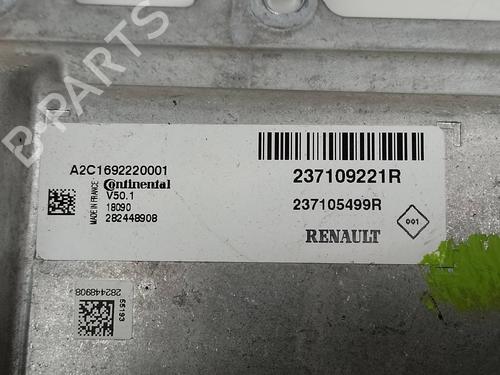 B-PARTS
A2C1692220001
Continental
MADE IN FRANCE
V50.1
18090
282448908
237109221R
237105499R
001
RENAULT
282448908
55193